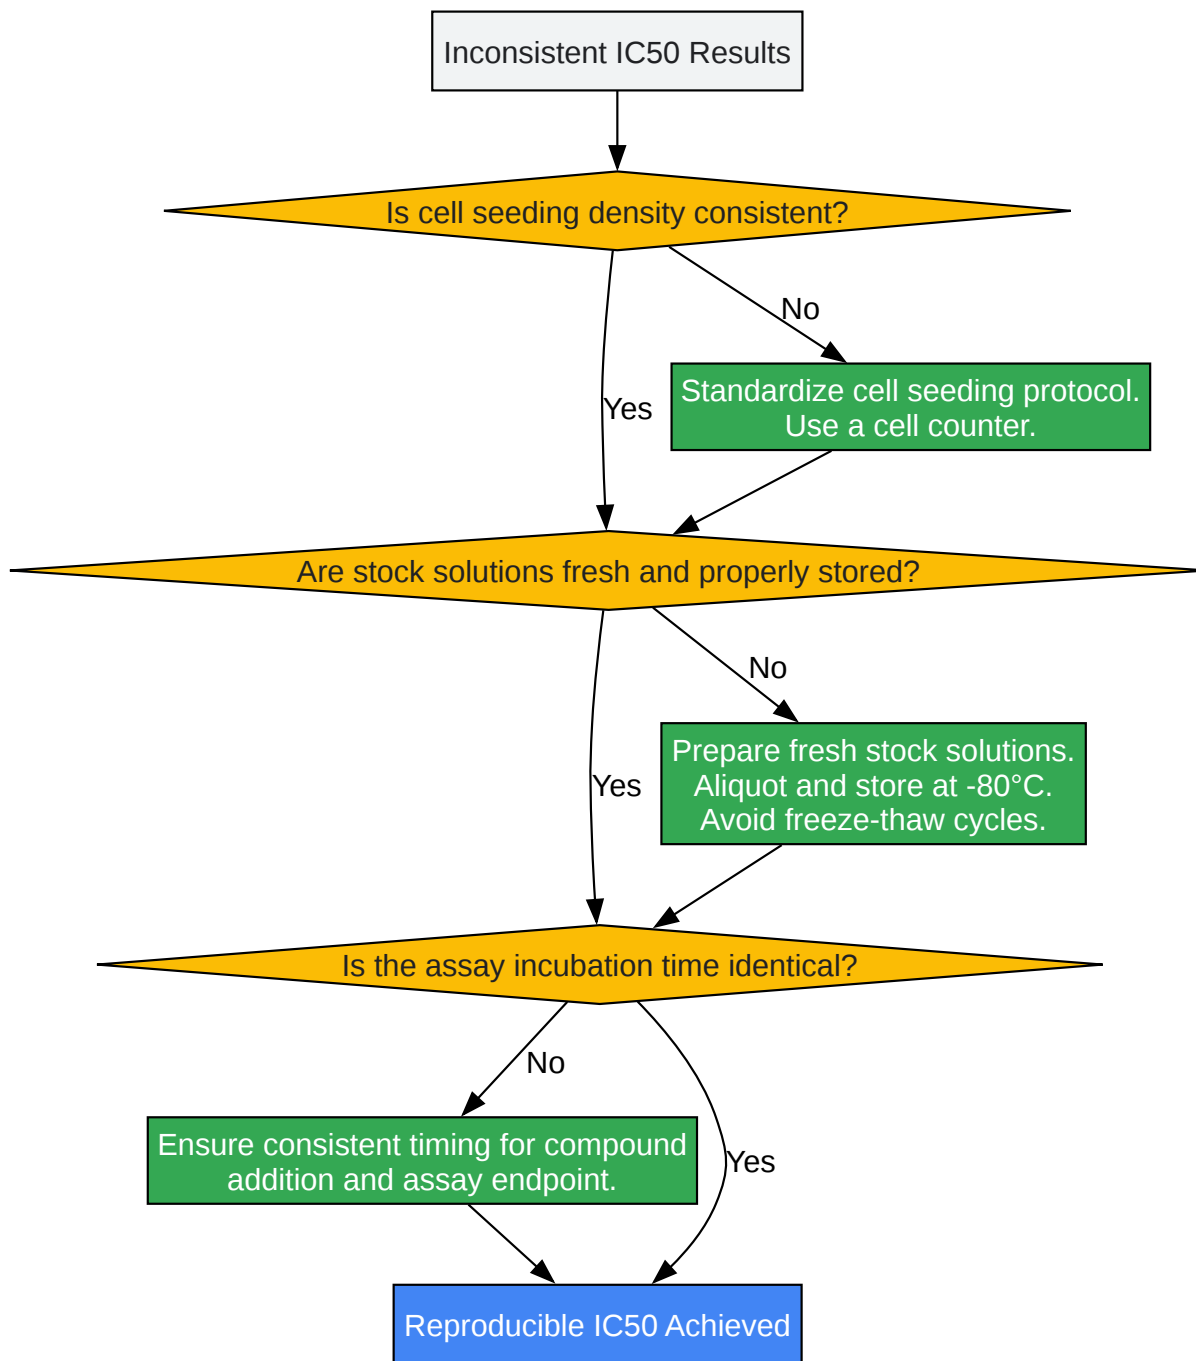 Inconsistent IC50 Results
Is cell seeding density consistent?
No
Standardize cell seeding protocol.
Use a cell counter.
Yes
Are stock solutions fresh and properly stored?
No
Prepare fresh stock solutions.
Aliquot and store at -80°C.
Avoid freeze-thaw cycles.
Yes
Is the assay incubation time identical?
No
Ensure consistent timing for compound
addition and assay endpoint.
Yes
Reproducible IC50 Achieved